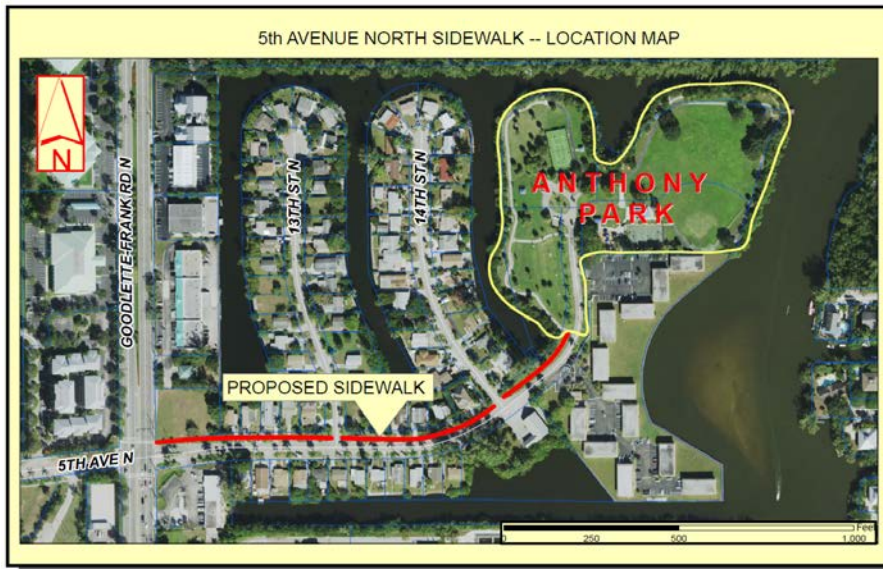 5th AVENUE NORTH SIDEWALK -- LOCATION MAP
N
GOODLETTE-FRANK RD N
13TH ST N
14TH ST N
ANTHONY
PARK
PROPOSED SIDEWALK
5TH AVE N
Feet
0 250 500 1,000